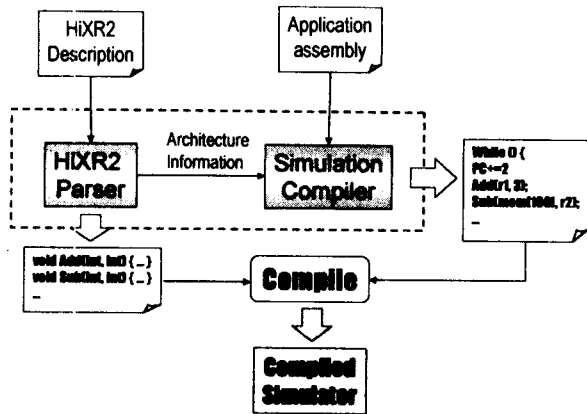 HiXR2
Description
Application
assembly
Architecture
Information
HiXR2
Parser
Simulation
Compiler
While () {
PC+=2
Add(r1, 3);
Sub(mem[100], r2);
...
void Add(int, int) { ... }
void Sub(int, int) { ... }
...
Compile
Compiled
Simulator